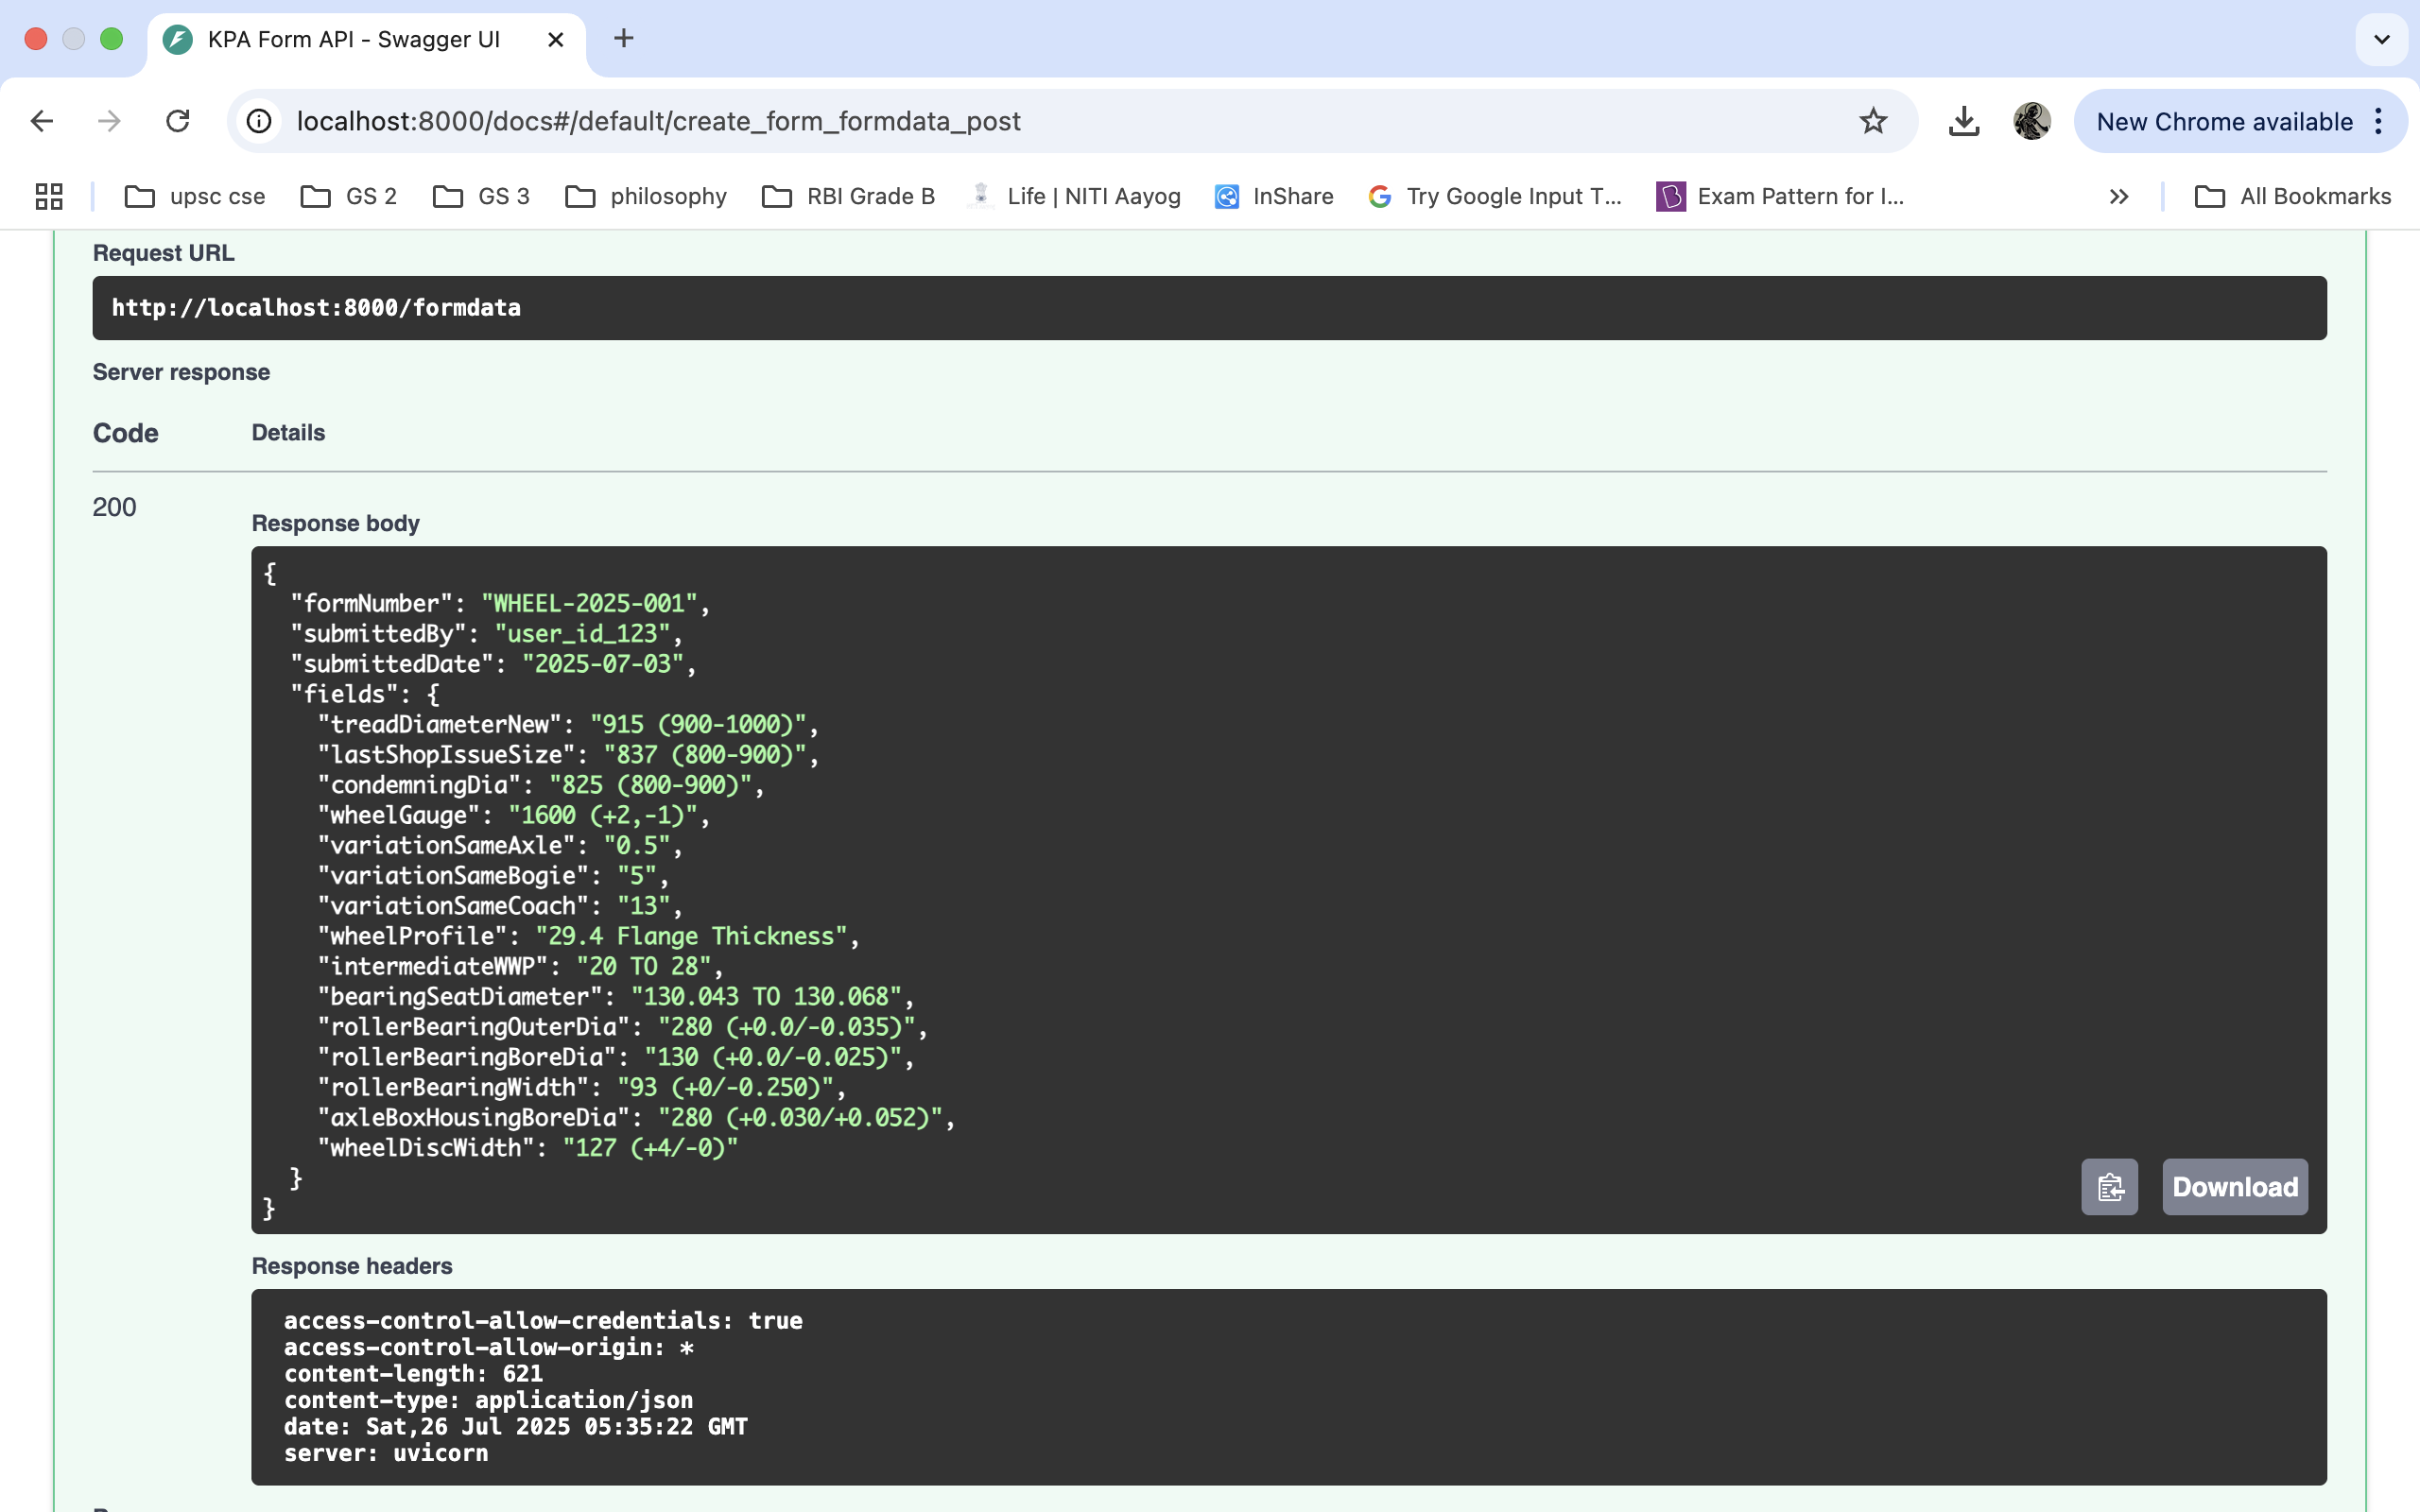 KPA Form API - Swagger UI
localhost:8000/docs#/default/create_form_formdata_post
New Chrome available
upsc cse
GS 2
GS 3
philosophy
RBI Grade B
Life | NITI Aayog
InShare
Try Google Input T...
Exam Pattern for I...
All Bookmarks
Request URL
http://localhost:8000/formdata
Server response
Code Details
200
Response body
{
  "formNumber": "WHEEL-2025-001",
  "submittedBy": "user_id_123",
  "submittedDate": "2025-07-03",
  "fields": {
    "treadDiameterNew": "915 (900-1000)",
    "lastShopIssueSize": "837 (800-900)",
    "condemningDia": "825 (800-900)",
    "wheelGauge": "1600 (+2,-1)",
    "variationSameAxle": "0.5",
    "variationSameBogie": "5",
    "variationSameCoach": "13",
    "wheelProfile": "29.4 Flange Thickness",
    "intermediateWWP": "20 TO 28",
    "bearingSeatDiameter": "130.043 TO 130.068",
    "rollerBearingOuterDia": "280 (+0.0/-0.035)",
    "rollerBearingBoreDia": "130 (+0.0/-0.025)",
    "rollerBearingWidth": "93 (+0/-0.250)",
    "axleBoxHousingBoreDia": "280 (+0.030/+0.052)",
    "wheelDiscWidth": "127 (+4/-0)"
  }
}
Download
Response headers
access-control-allow-credentials: true
access-control-allow-origin: *
content-length: 621
content-type: application/json
date: Sat,26 Jul 2025 05:35:22 GMT
server: uvicorn